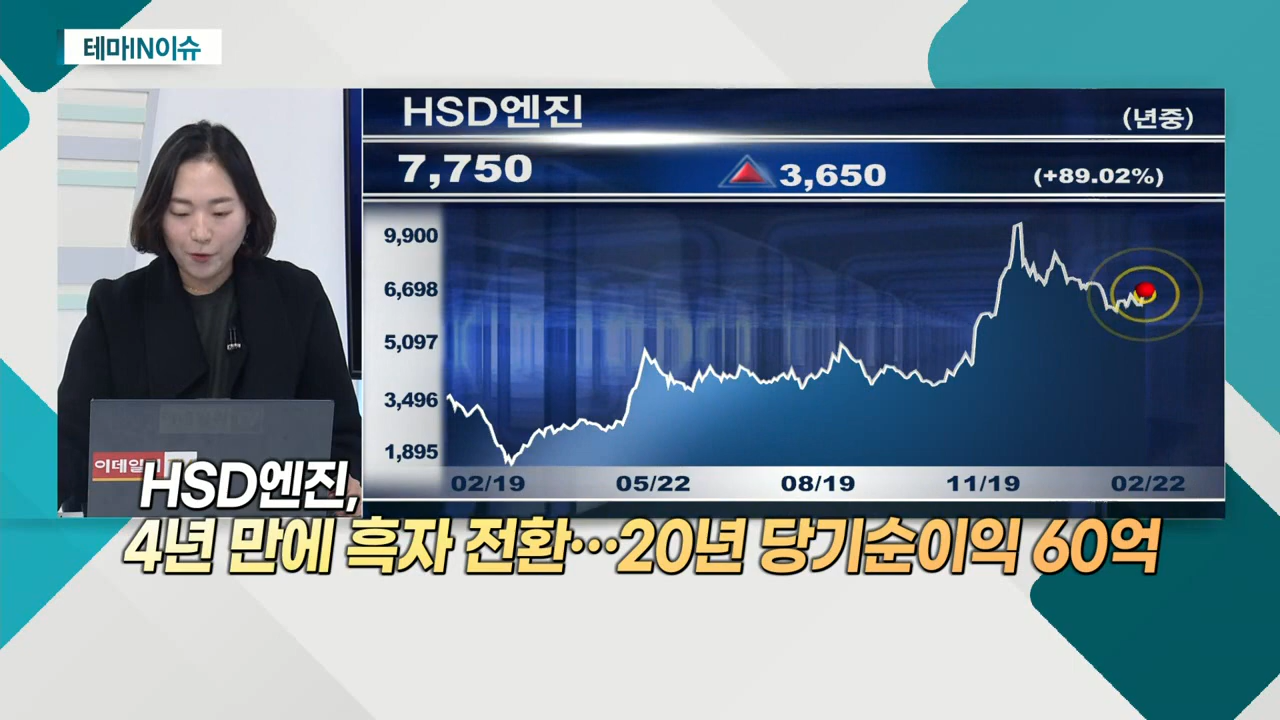 테마IN이슈
HSD엔진
(년중)
7,750
3,650
(+89.02%)
9,900
6,698
5,097
3,496
1,895
02/19
05/22
08/19
11/19
02/22
이데일리
HSD엔진,
4년 만에 흑자 전환…20년 당기순이익 60억